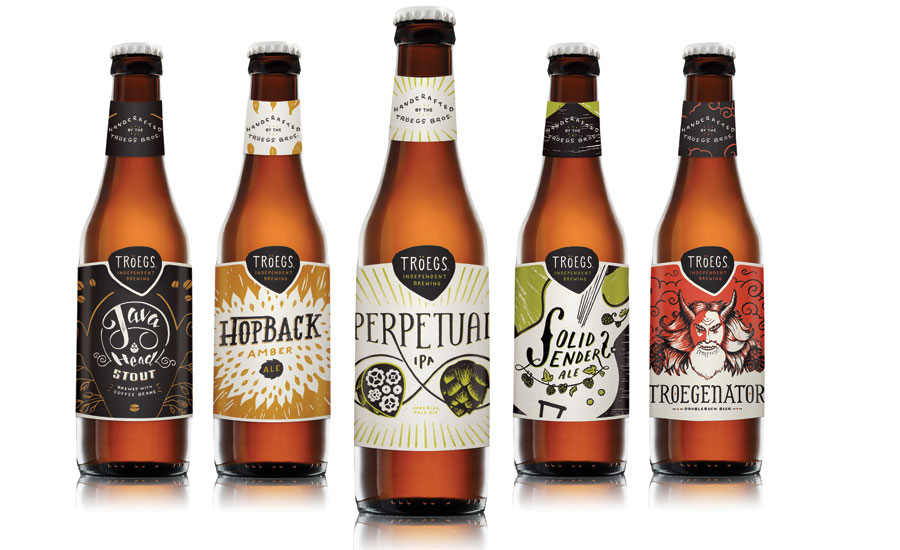 HANDCRAFTED
BY THE
TRÖEGS BROS.
TRÖEGS
INDEPENDENT
BREWING
Java
Head
STOUT
BREWED WITH
COFFEE BEANS
HANDCRAFTED
BY THE
TRÖEGS BROS.
TRÖEGS
INDEPENDENT
BREWING
HOPBACK
AMBER
ALE
HANDCRAFTED
BY THE
TRÖEGS BROS.
TRÖEGS
INDEPENDENT
BREWING
PERPETUAL
IPA
IMPERIAL
PALE ALE
HANDCRAFTED
BY THE
TRÖEGS BROS.
TRÖEGS
INDEPENDENT
BREWING
SOLID
SENDER
ALE
HANDCRAFTED
BY THE
TRÖEGS BROS.
TRÖEGS
INDEPENDENT
BREWING
TROEGENATOR
DOUBLEBOCK BEER